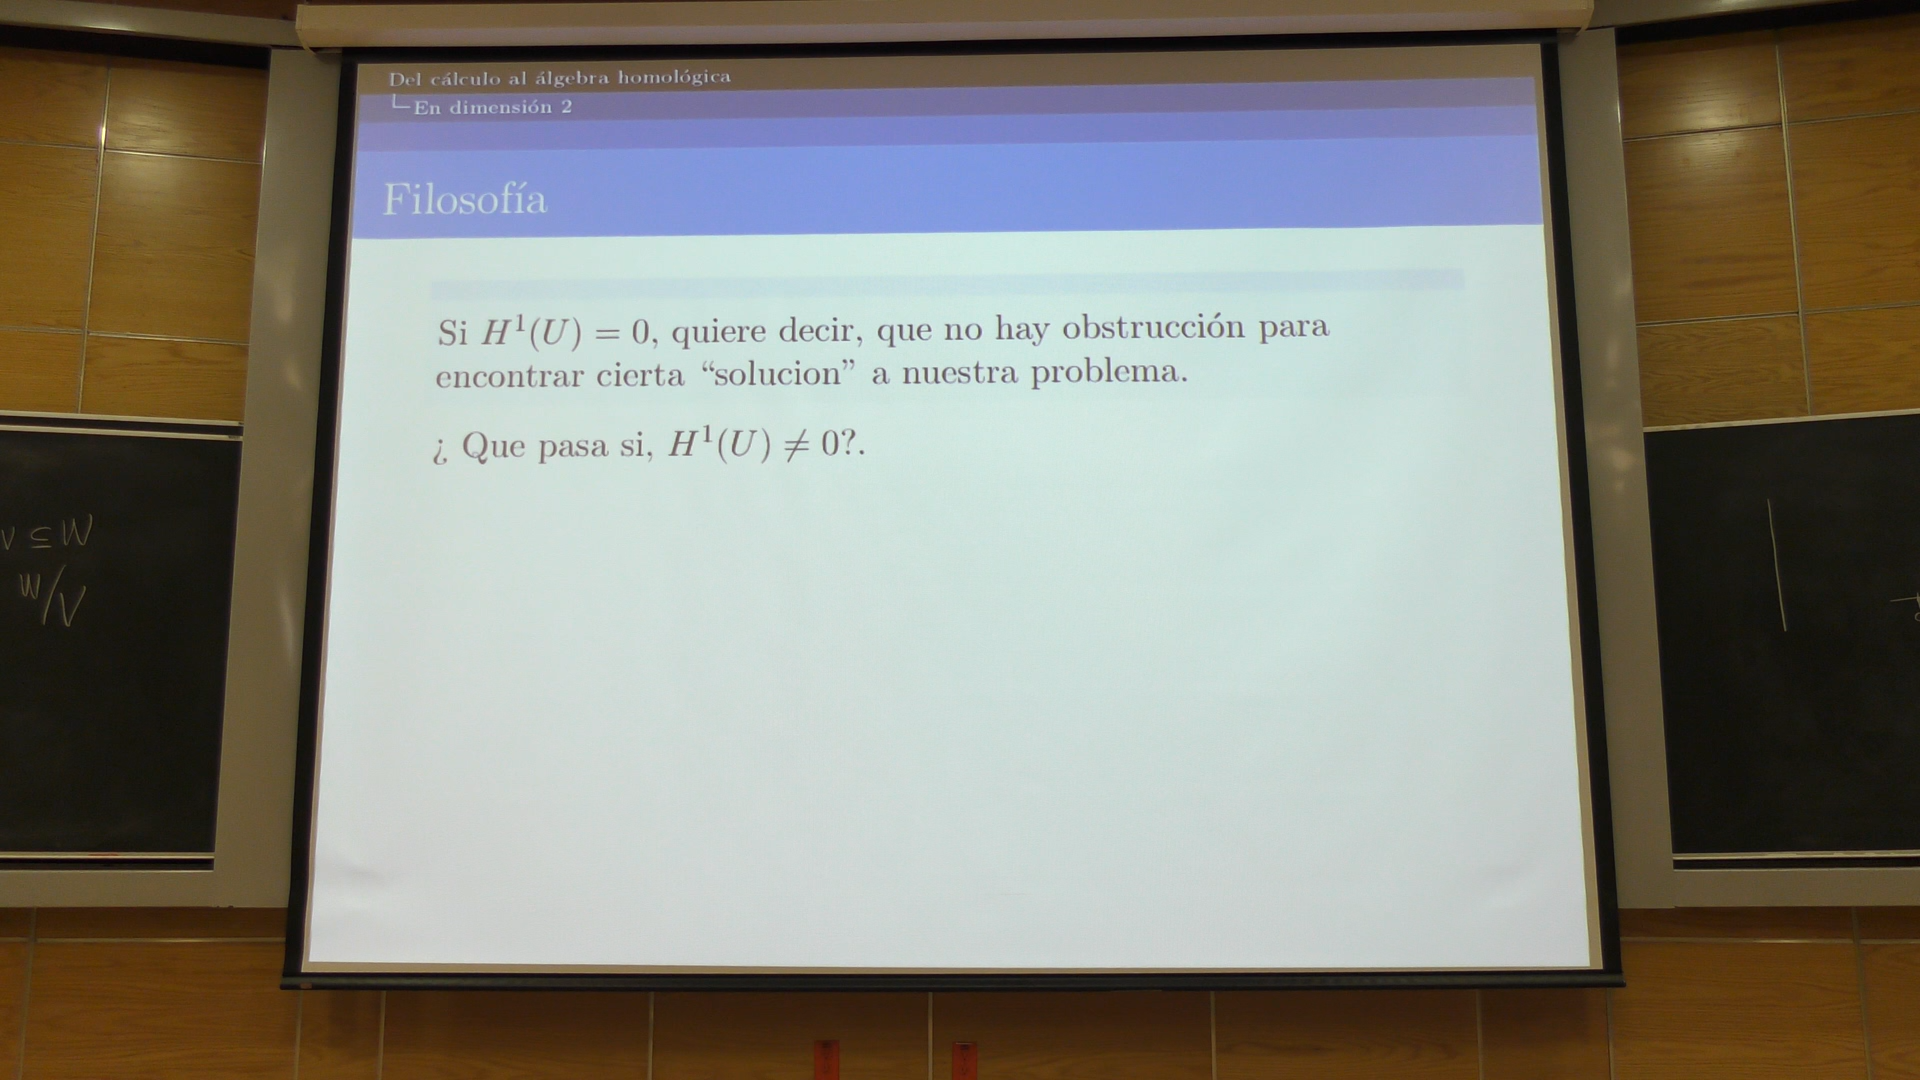 Del cálculo al álgebra homológica
En dimensión 2
Filosofía
Si H¹(U) = 0, quiere decir, que no hay obstrucción para
encontrar cierta “solucion” a nuestra problema.
¿ Que pasa si, H¹(U) ≠ 0?.
V ⊆ W
W/V